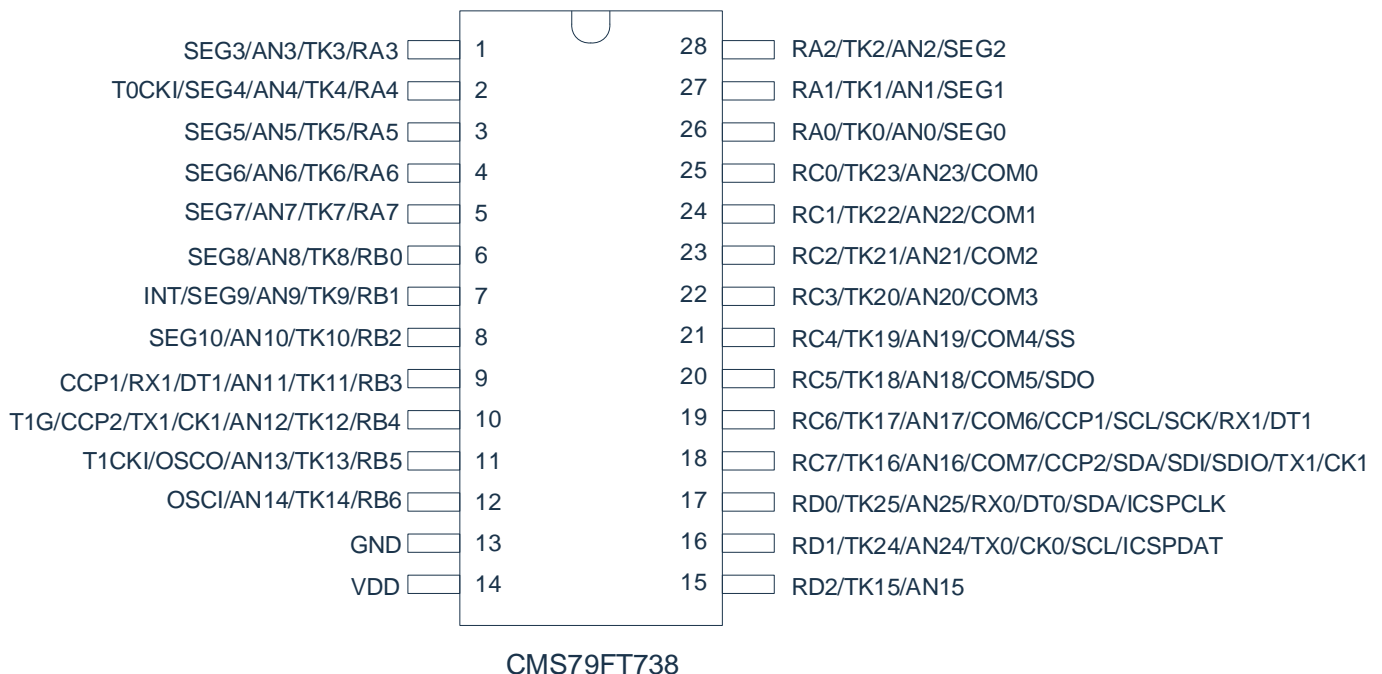 SEG3/AN3/TK3/RA3 1 28 RA2/TK2/AN2/SEG2
T0CKI/SEG4/AN4/TK4/RA4 2 27 RA1/TK1/AN1/SEG1
SEG5/AN5/TK5/RA5 3 26 RA0/TK0/AN0/SEG0
SEG6/AN6/TK6/RA6 4 25 RC0/TK23/AN23/COM0
SEG7/AN7/TK7/RA7 5 24 RC1/TK22/AN22/COM1
SEG8/AN8/TK8/RB0 6 23 RC2/TK21/AN21/COM2
INT/SEG9/AN9/TK9/RB1 7 22 RC3/TK20/AN20/COM3
SEG10/AN10/TK10/RB2 8 21 RC4/TK19/AN19/COM4/SS
CCP1/RX1/DT1/AN11/TK11/RB3 9 20 RC5/TK18/AN18/COM5/SDO
T1G/CCP2/TX1/CK1/AN12/TK12/RB4 10 19 RC6/TK17/AN17/COM6/CCP1/SCL/SCK/RX1/DT1
T1CKI/OSCO/AN13/TK13/RB5 11 18 RC7/TK16/AN16/COM7/CCP2/SDA/SDI/SDIO/TX1/CK1
OSCI/AN14/TK14/RB6 12 17 RD0/TK25/AN25/RX0/DT0/SDA/ICSPCLK
GND 13 16 RD1/TK24/AN24/TX0/CK0/SCL/ICSPDAT
VDD 14 15 RD2/TK15/AN15
CMS79FT738